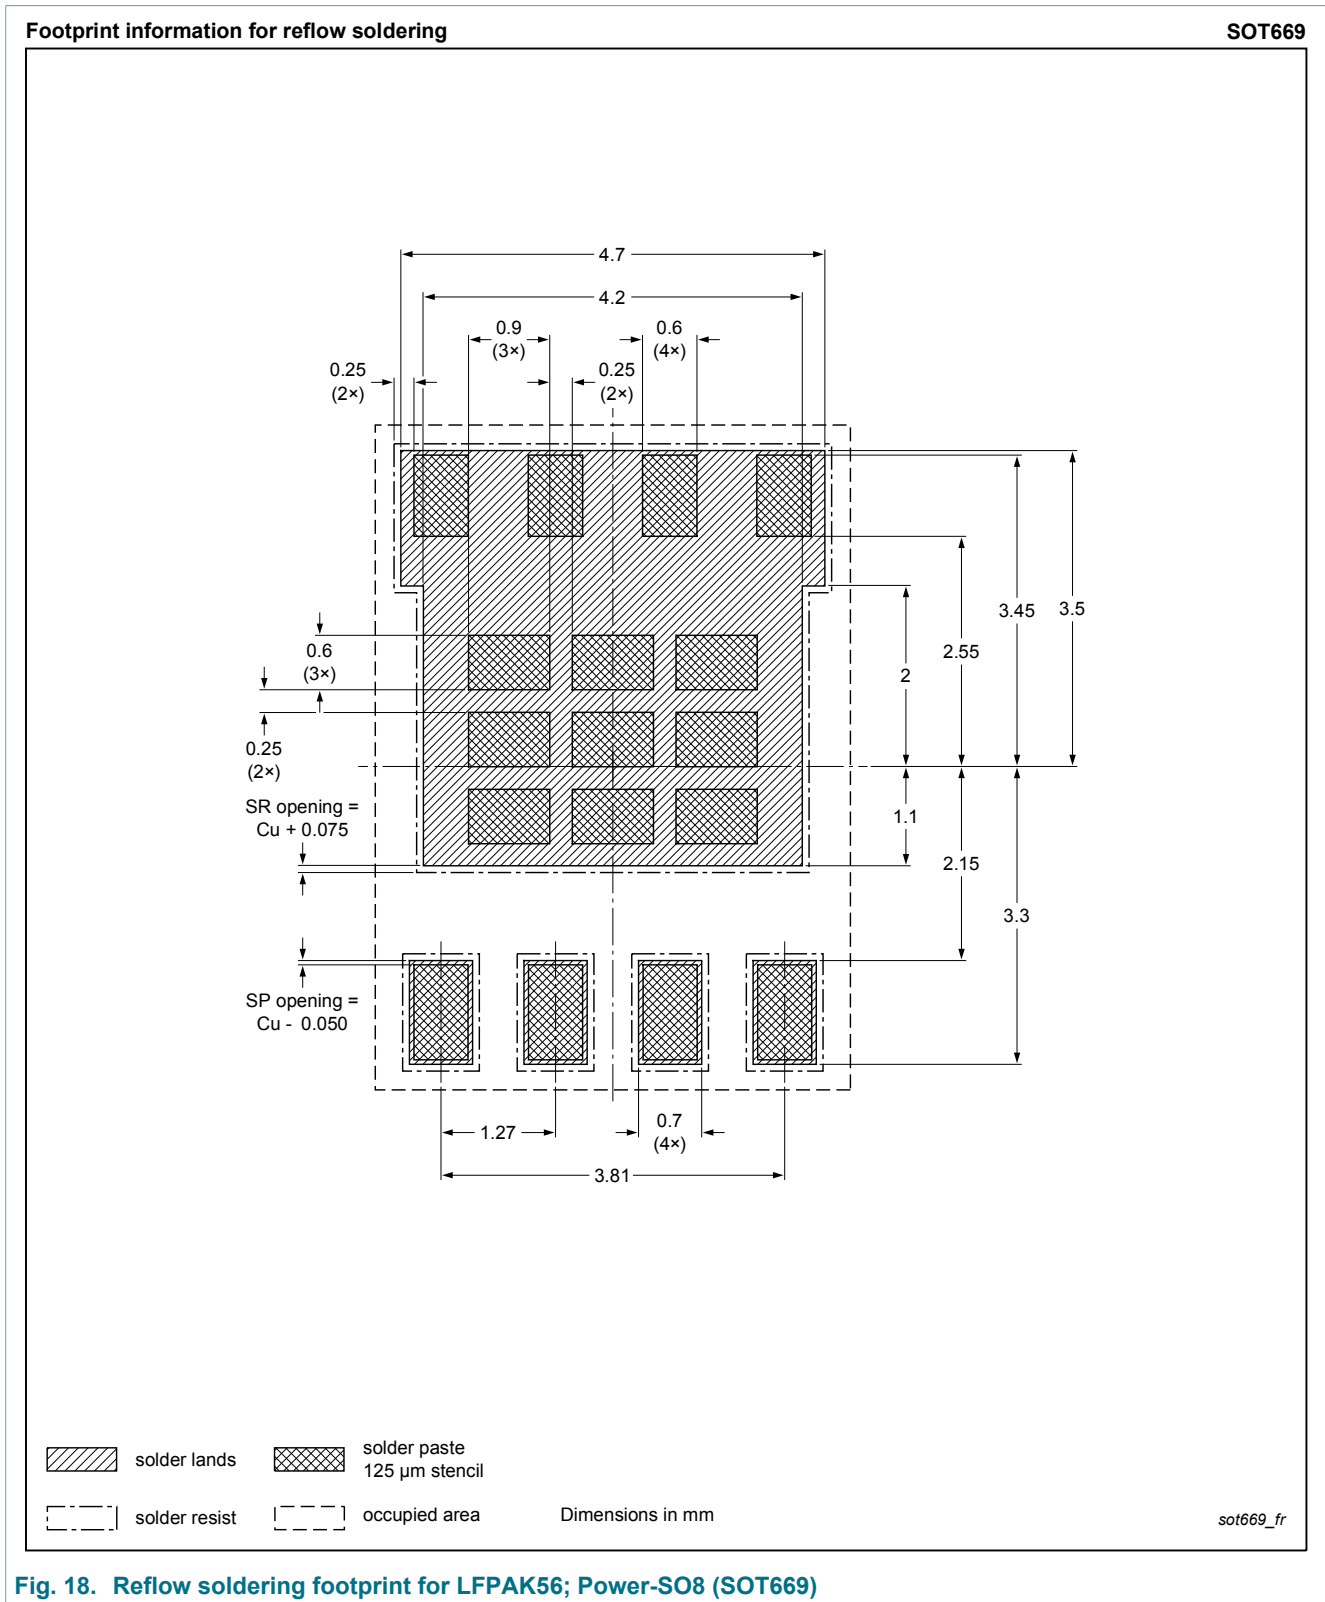 Footprint information for reflow soldering SOT669
4.7
4.2
0.9
(3×)
0.6
(4×)
0.25
(2×)
0.25
(2×)
3.45
3.5
2.55
2
0.6
(3×)
0.25
(2×)
SR opening =
Cu + 0.075
1.1
2.15
3.3
SP opening =
Cu - 0.050
1.27
0.7
(4×)
3.81
solder lands
solder paste
125 µm stencil
solder resist
occupied area
Dimensions in mm
sot669_fr
Fig. 18. Reflow soldering footprint for LFPAK56; Power-SO8 (SOT669)